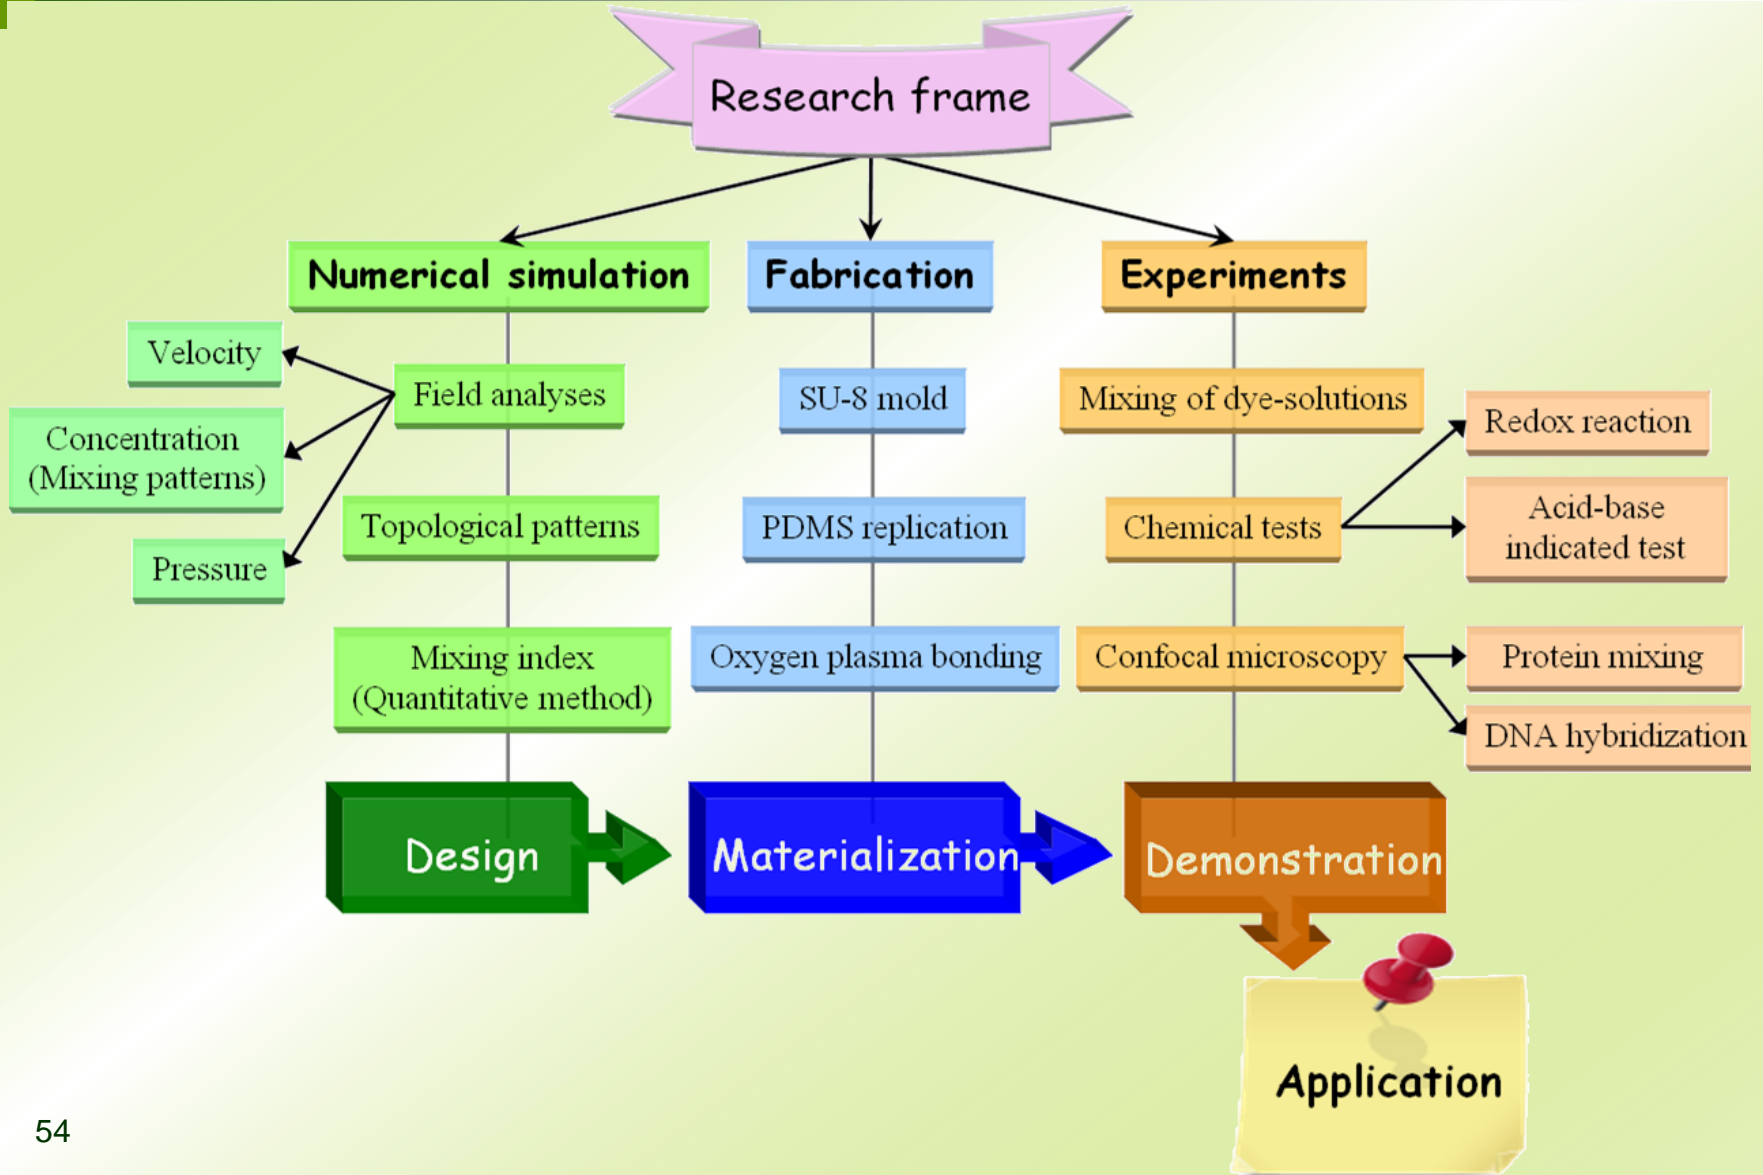 Research frame
Numerical simulation
Fabrication
Experiments
Velocity
Field analyses
SU-8 mold
Mixing of dye-solutions
Redox reaction
Concentration
(Mixing patterns)
Topological patterns
PDMS replication
Chemical tests
Acid-base
indicated test
Pressure
Mixing index
(Quantitative method)
Oxygen plasma bonding
Confocal microscopy
Protein mixing
DNA hybridization
Design
Materialization
Demonstration
Application
54